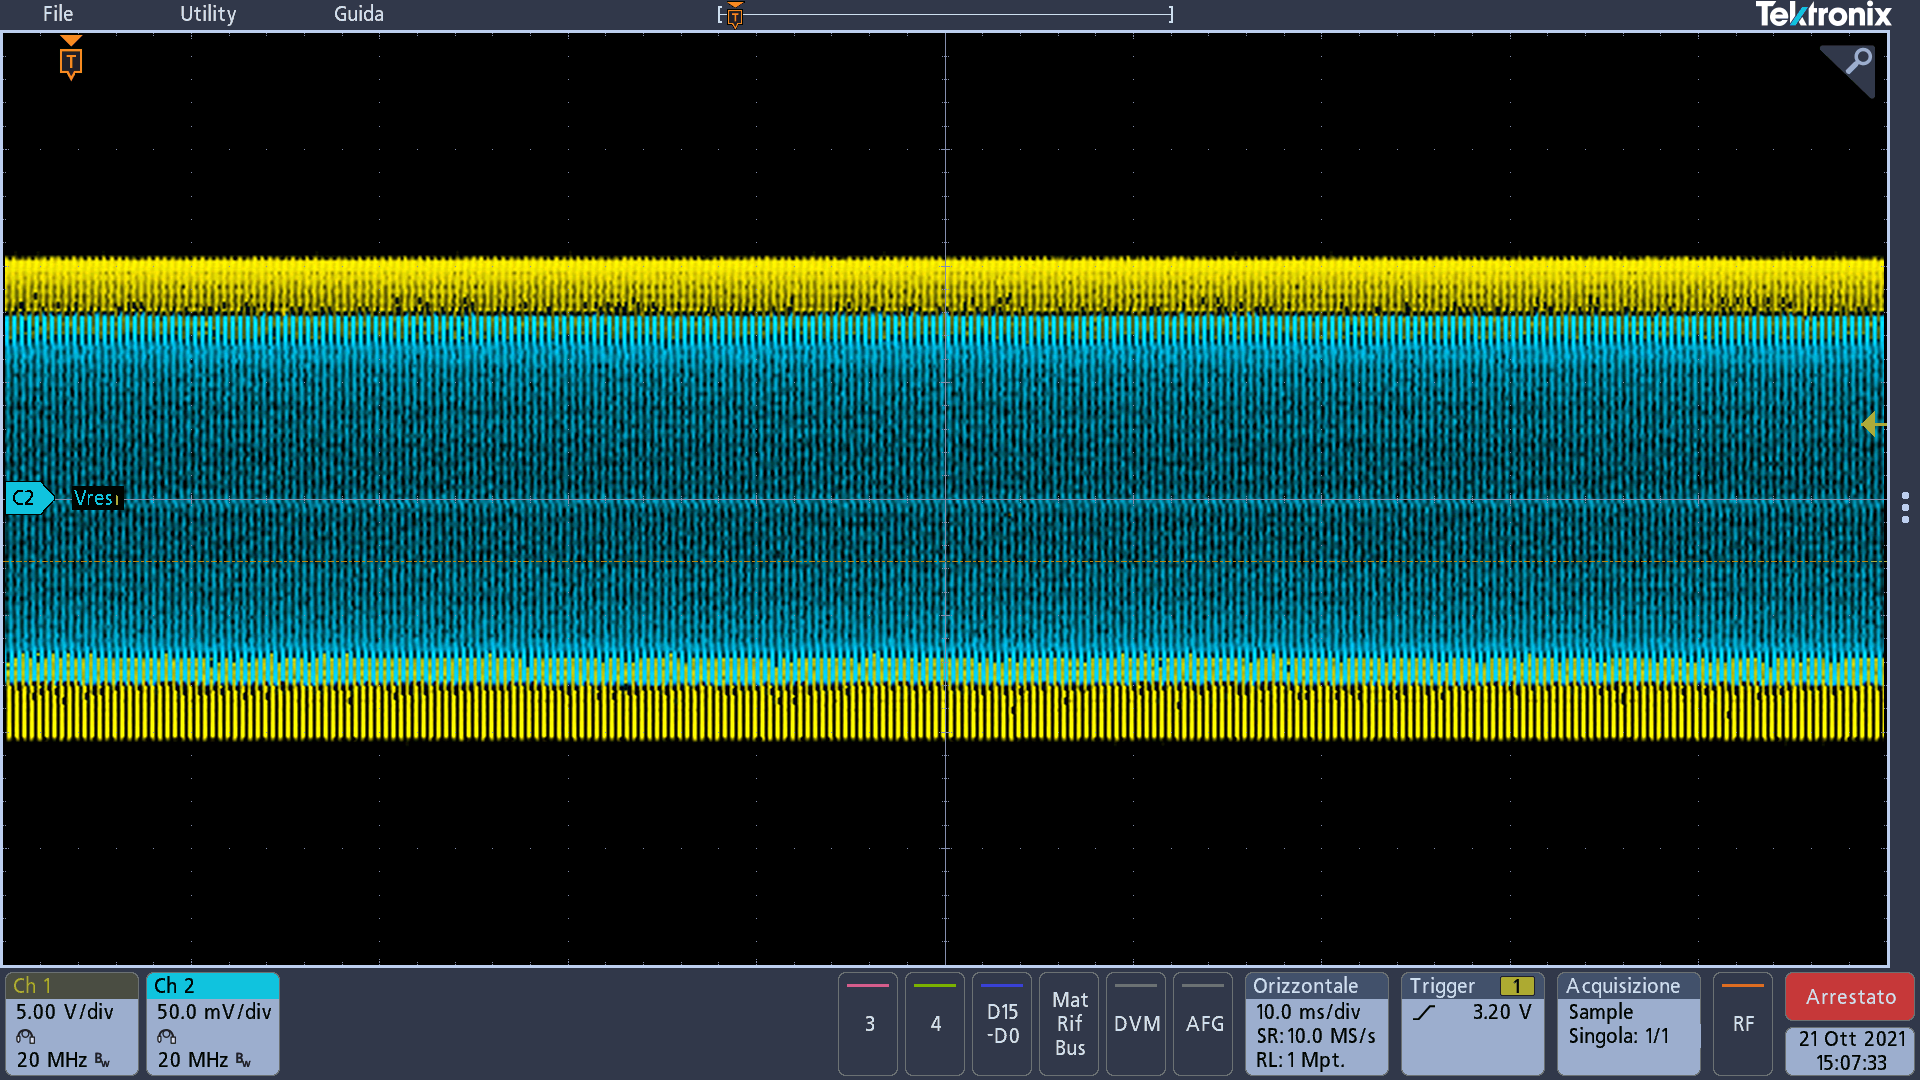 File Utility Guida
Tektronix
T
T
C2 Vres
Ch 1
5.00 V/div
20 MHz Bw
Ch 2
50.0 mV/div
20 MHz Bw
3
4
D15
-D0
Mat
Rif
Bus
DVM
AFG
Orizzontale
10.0 ms/div
SR: 10.0 MS/s
RL: 1 Mpt.
Trigger 1
3.20 V
Acquisizione
Sample
Singola: 1/1
RF
Arrestato
21 Ott 2021
15:07:33